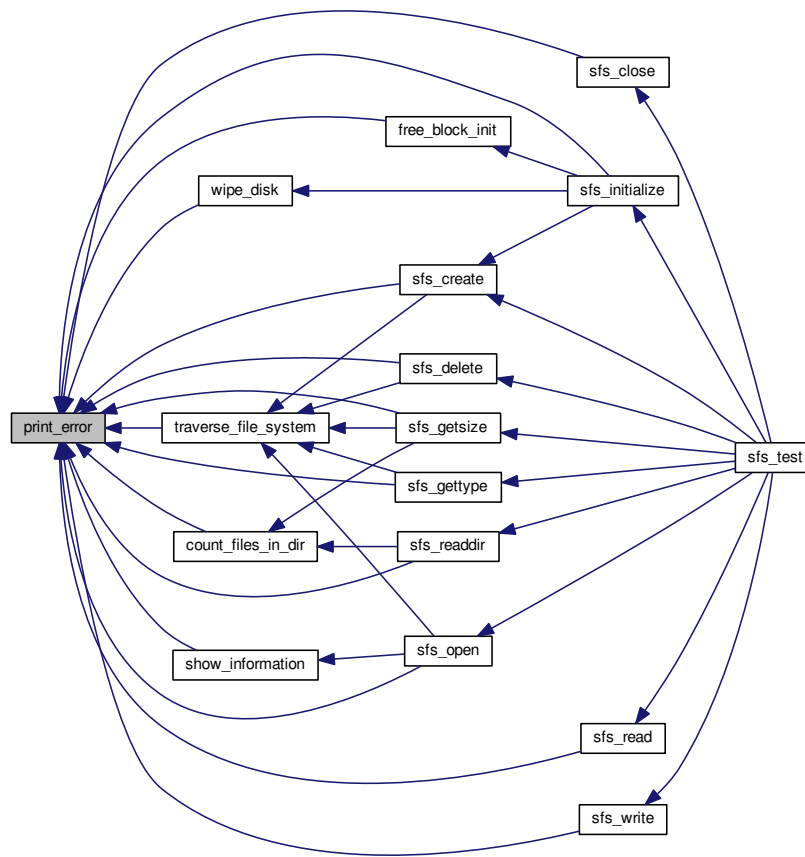 sfs_close
free_block_init
wipe_disk
sfs_initialize
sfs_create
sfs_delete
print_error
traverse_file_system
sfs_getsize
sfs_test
sfs_gettype
count_files_in_dir
sfs_readdir
show_information
sfs_open
sfs_read
sfs_write